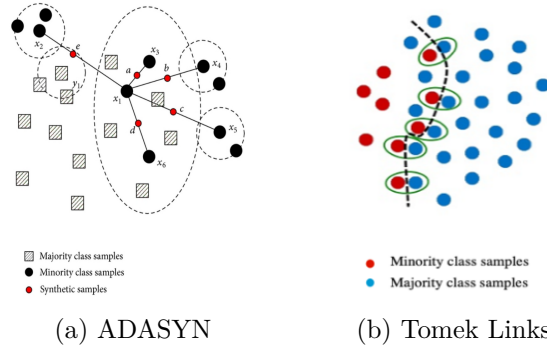 x2
e
y1
x3
a
b
x4
x1
c
d
x5
x6
Majority class samples
Minority class samples
Synthetic samples
(a) ADASYN
Minority class samples
Majority class samples
(b) Tomek Links